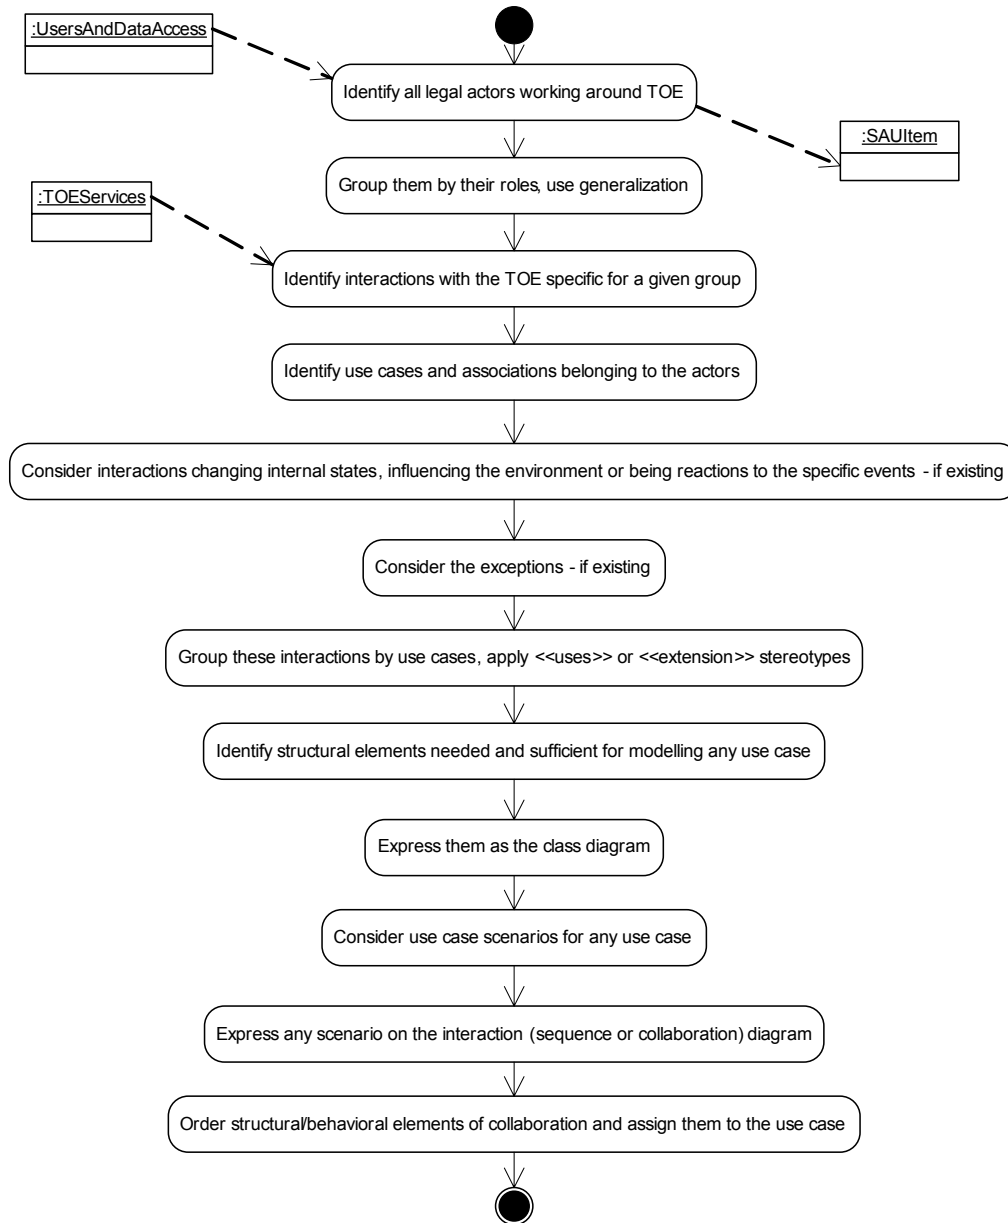 :UsersAndDataAccess
Identify all legal actors working around TOE
:SAUItem
Group them by their roles, use generalization
:TOEServices
Identify interactions with the TOE specific for a given group
Identify use cases and associations belonging to the actors
Consider interactions changing internal states, influencing the environment or being reactions to the specific events - if existing
Consider the exceptions - if existing
Group these interactions by use cases, apply <<uses>> or <<extension>> stereotypes
Identify structural elements needed and sufficient for modelling any use case
Express them as the class diagram
Consider use case scenarios for any use case
Express any scenario on the interaction (sequence or collaboration) diagram
Order structural/behavioral elements of collaboration and assign them to the use case